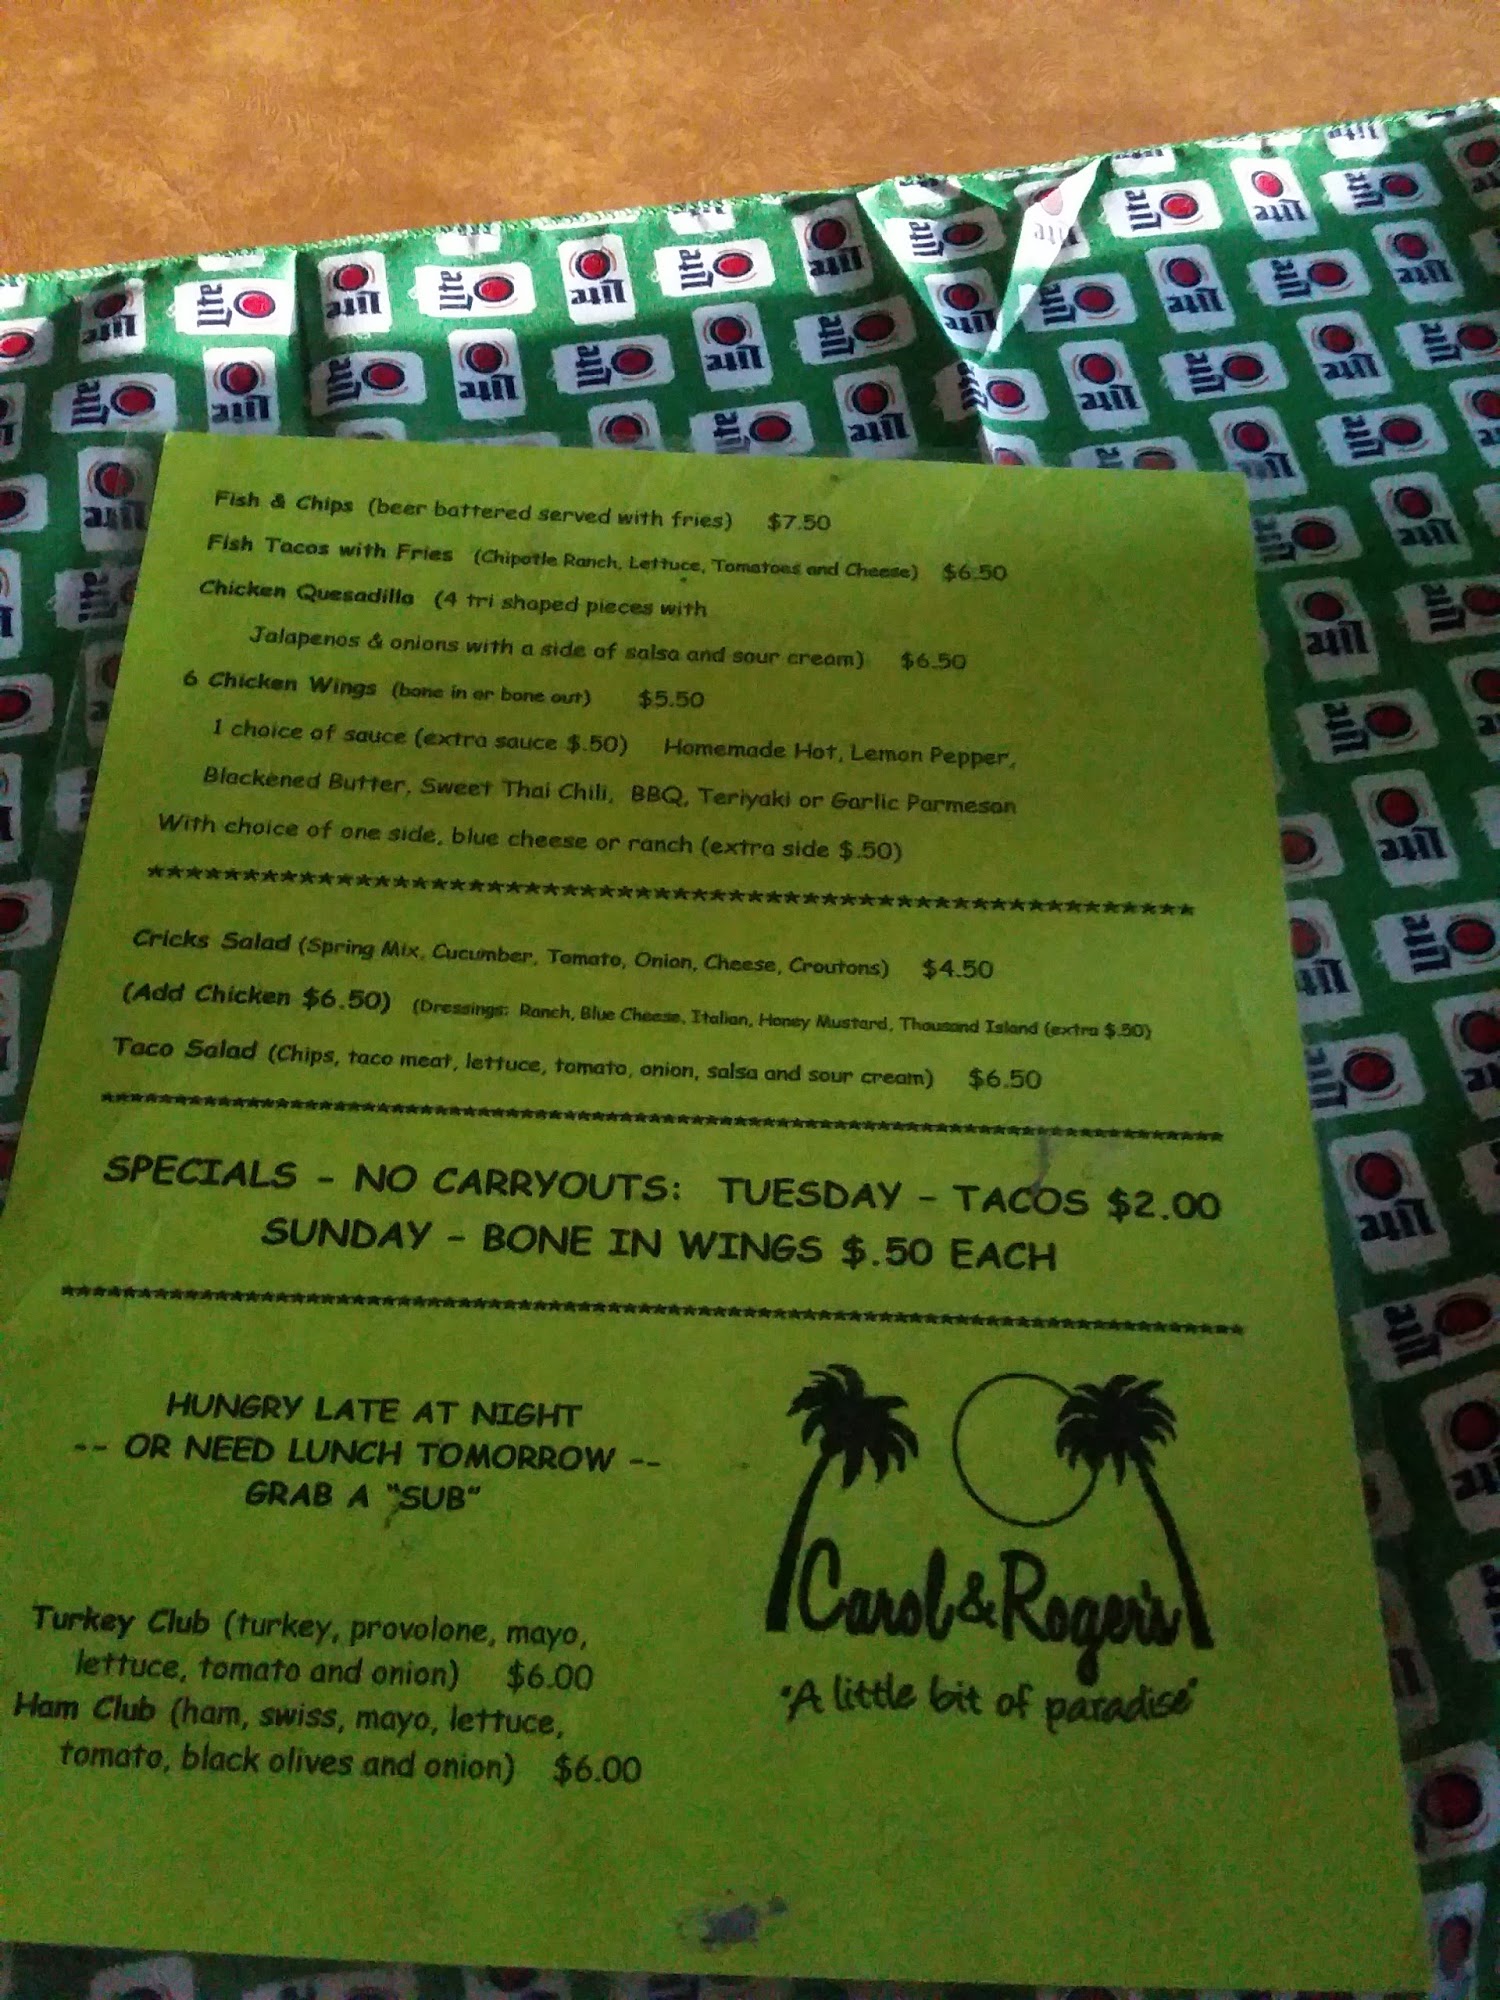 Fish & Chips (beer battered served with fries) $7.50
Fish Tacos with Fries (Chipotle Ranch, Lettuce, Tomatoes and Cheese) $6.50
Chicken Quesadilla (4 tri shaped pieces with
Jalapenos & onions with a side of salsa and sour cream) $6.50
6 Chicken Wings (bone in or bone out) $5.50
1 choice of sauce (extra sauce $.50) Homemade Hot, Lemon Pepper,
Blackened Butter, Sweet Thai Chili, BBQ, Teriyaki or Garlic Parmesan
With choice of one side, blue cheese or ranch (extra side $.50)
Cricks Salad (Spring Mix, Cucumber, Tomato, Onion, Cheese, Croutons) $4.50
(Add Chicken $6.50) (Dressings: Ranch, Blue Cheese, Italian, Honey Mustard, Thousand Island (extra $.50)
Taco Salad (Chips, taco meat, lettuce, tomato, onion, salsa and sour cream) $6.50
SPECIALS - NO CARRYOUTS: TUESDAY - TACOS $2.00
SUNDAY - BONE IN WINGS $.50 EACH
HUNGRY LATE AT NIGHT
-- OR NEED LUNCH TOMORROW --
GRAB A "SUB"
Turkey Club (turkey, provolone, mayo,
lettuce, tomato and onion) $6.00
Ham Club (ham, swiss, mayo, lettuce,
tomato, black olives and onion) $6.00
Carol & Roger's
"A little bit of paradise"
Lite